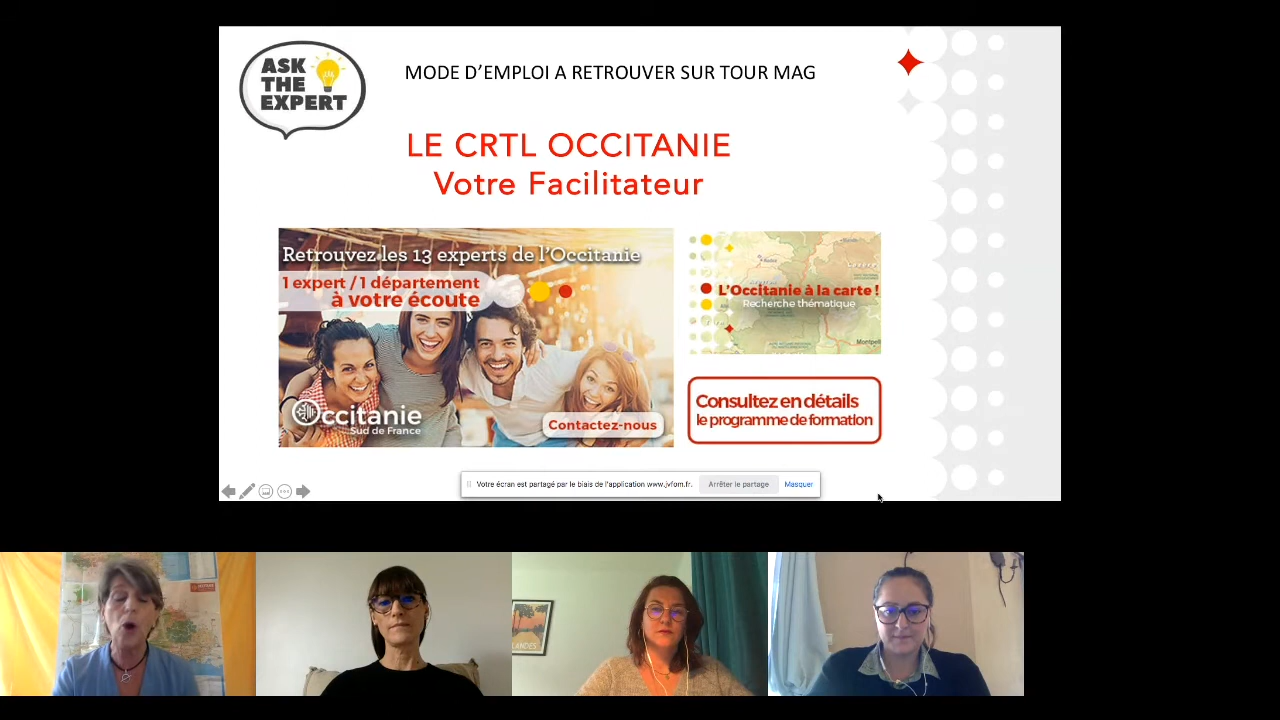 ASK
THE
EXPERT
MODE D’EMPLOI A RETROUVER SUR TOUR MAG
LE CRTL OCCITANIE
Votre Facilitateur
Retrouvez les 13 experts de l’Occitanie
1 expert / 1 département
à votre écoute
Occitanie
Sud de France
Contactez-nous
L’Occitanie à la carte !
Recherche thématique
Montpell
Consultez en détails
le programme de formation
Votre écran est partagé par le biais de l'application www.jvfom.fr.
Arrêter le partage
Masquer
LANDES